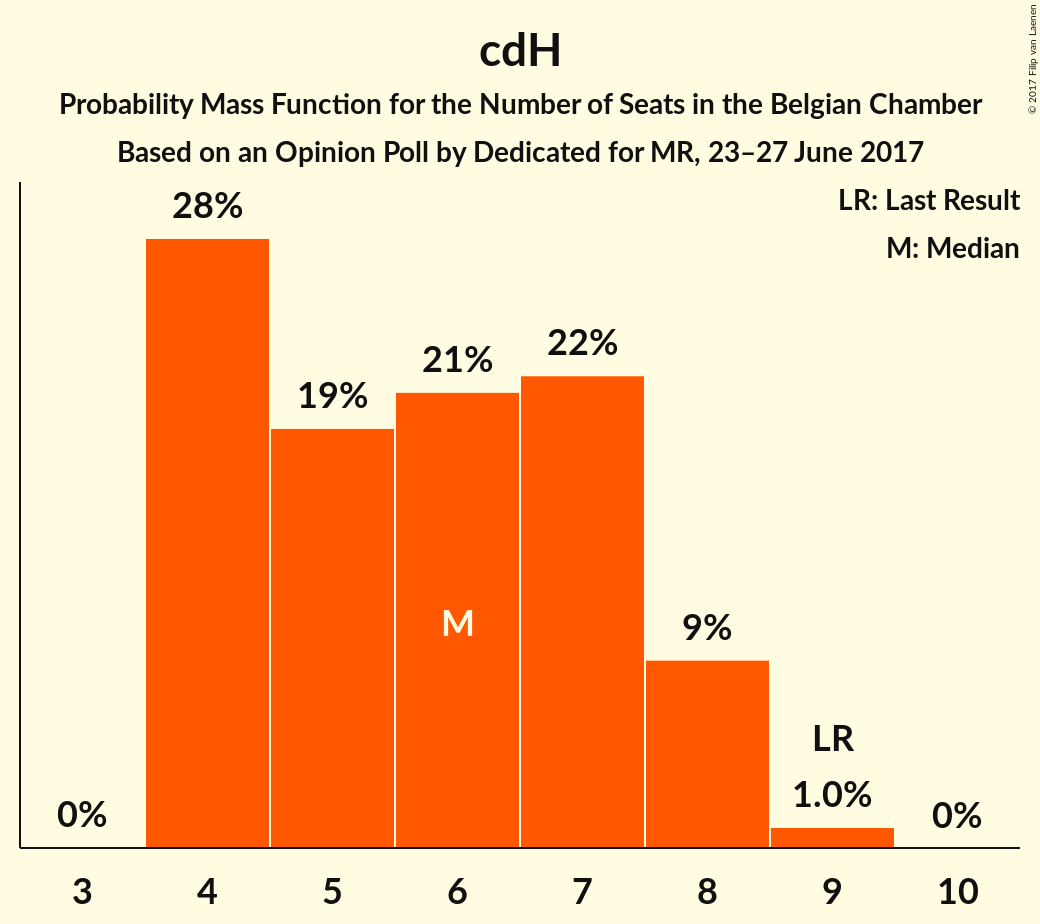 cdH
Probability Mass Function for the Number of Seats in the Belgian Chamber
Based on an Opinion Poll by Dedicated for MR, 23–27 June 2017
© 2017 Filip van Laenen
LR: Last Result
M: Median
0%
28%
19%
21%
22%
9%
1.0%
0%
M
LR
3 4 5 6 7 8 9 10